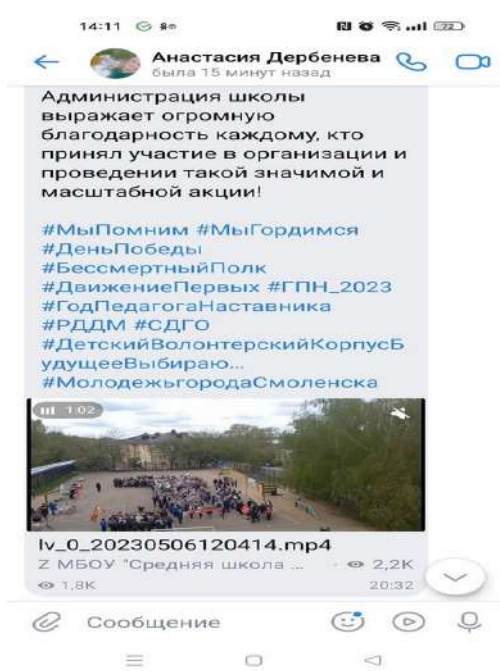 14:11
72
Анастасия Дербенева
была 15 минут назад
Администрация школы
выражает огромную
благодарность каждому, кто
принял участие в организации и
проведении такой значимой и
масштабной акции!
#МыПомним #МыГордимся
#ДеньПобеды
#БессмертныйПолк
#ДвижениеПервых #ГПН_2023
#ГодПедагогаНаставника
#РДДМ #СДГО
#ДетскийВолонтерскийКорпусБ
удущееВыбираю...
#МолодежьгородаСмоленска
1:02
lv_0_20230506120414.mp4
Z МБОУ "Средняя школа ... 2,2K
1,8K 20:32
Сообщение